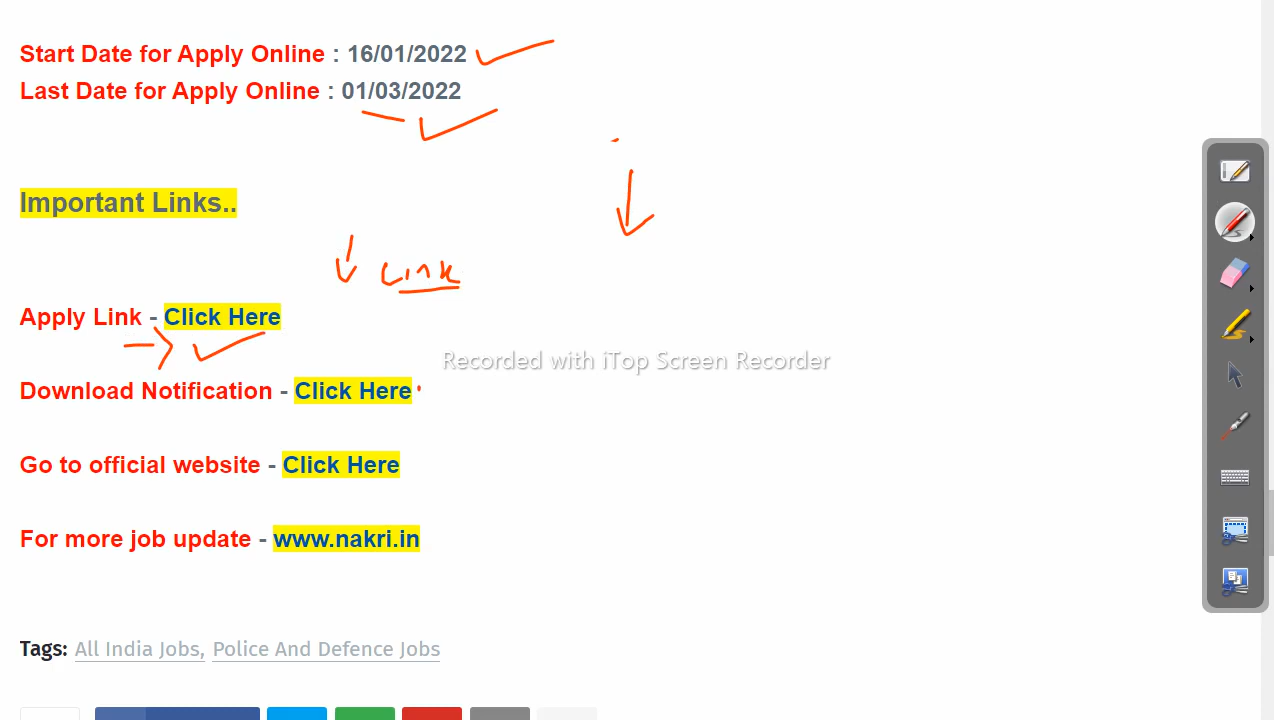 Start Date for Apply Online : 16/01/2022
Last Date for Apply Online : 01/03/2022
Important Links..
Link
Apply Link - Click Here
Recorded with iTop Screen Recorder
Download Notification - Click Here
Go to official website - Click Here
For more job update - www.nakri.in
Tags: All India Jobs, Police And Defence Jobs